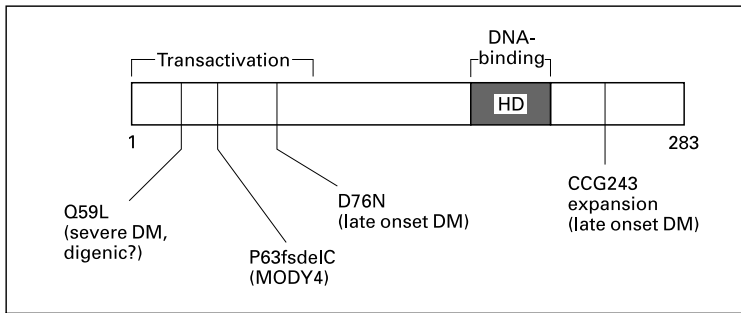 DNA-
Transactivation
binding
HD
1
283
Q59L
(severe DM,
digenic?)
P63fsdelC
(MODY4)
D76N
(late onset DM)
CCG243
expansion
(late onset DM)